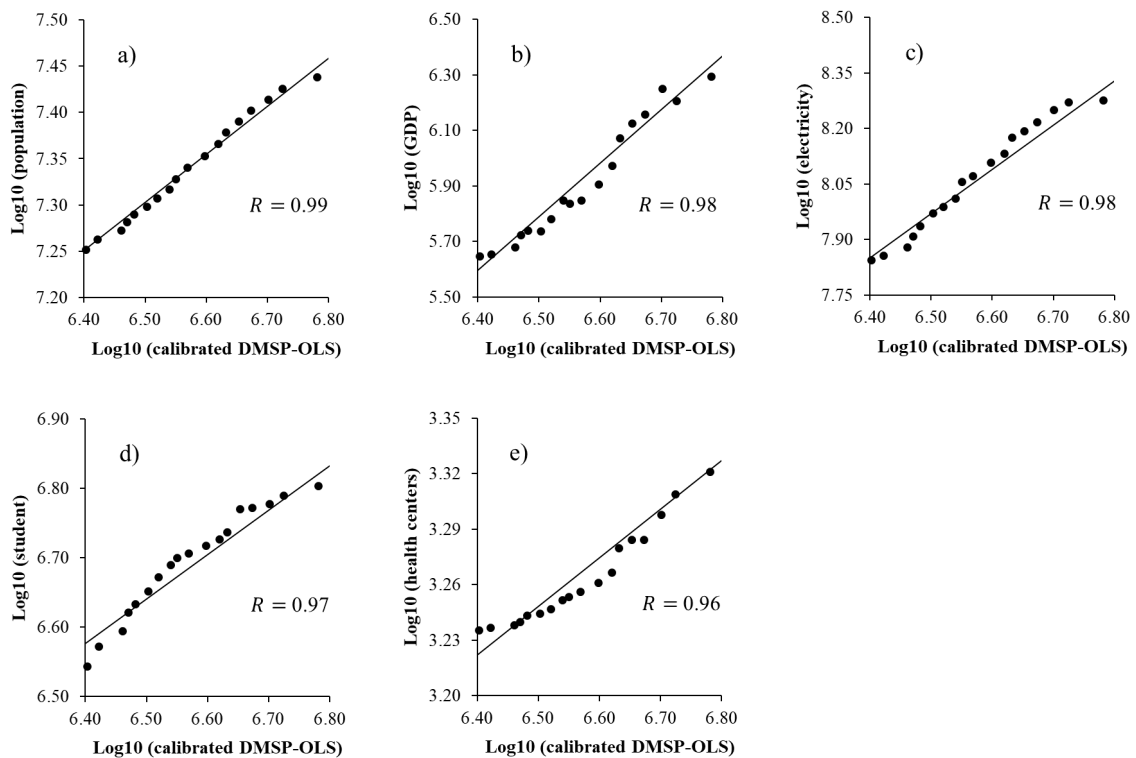 a)
7.50
7.45
7.40
7.35
7.30
7.25
7.20
Log10 (population)
R = 0.99
6.40 6.50 6.60 6.70 6.80
Log10 (calibrated DMSP-OLS)
b)
6.50
6.30
6.10
5.90
5.70
5.50
Log10 (GDP)
R = 0.98
6.40 6.50 6.60 6.70 6.80
Log10 (calibrated DMSP-OLS)
c)
8.50
8.35
8.20
8.05
7.90
7.75
Log10 (electricity)
R = 0.98
6.40 6.50 6.60 6.70 6.80
Log10 (calibrated DMSP-OLS)
d)
6.90
6.80
6.70
6.60
6.50
Log10 (student)
R = 0.97
6.40 6.50 6.60 6.70 6.80
Log10 (calibrated DMSP-OLS)
e)
3.35
3.32
3.29
3.26
3.23
3.20
Log10 (health centers)
R = 0.96
6.40 6.50 6.60 6.70 6.80
Log10 (calibrated DMSP-OLS)